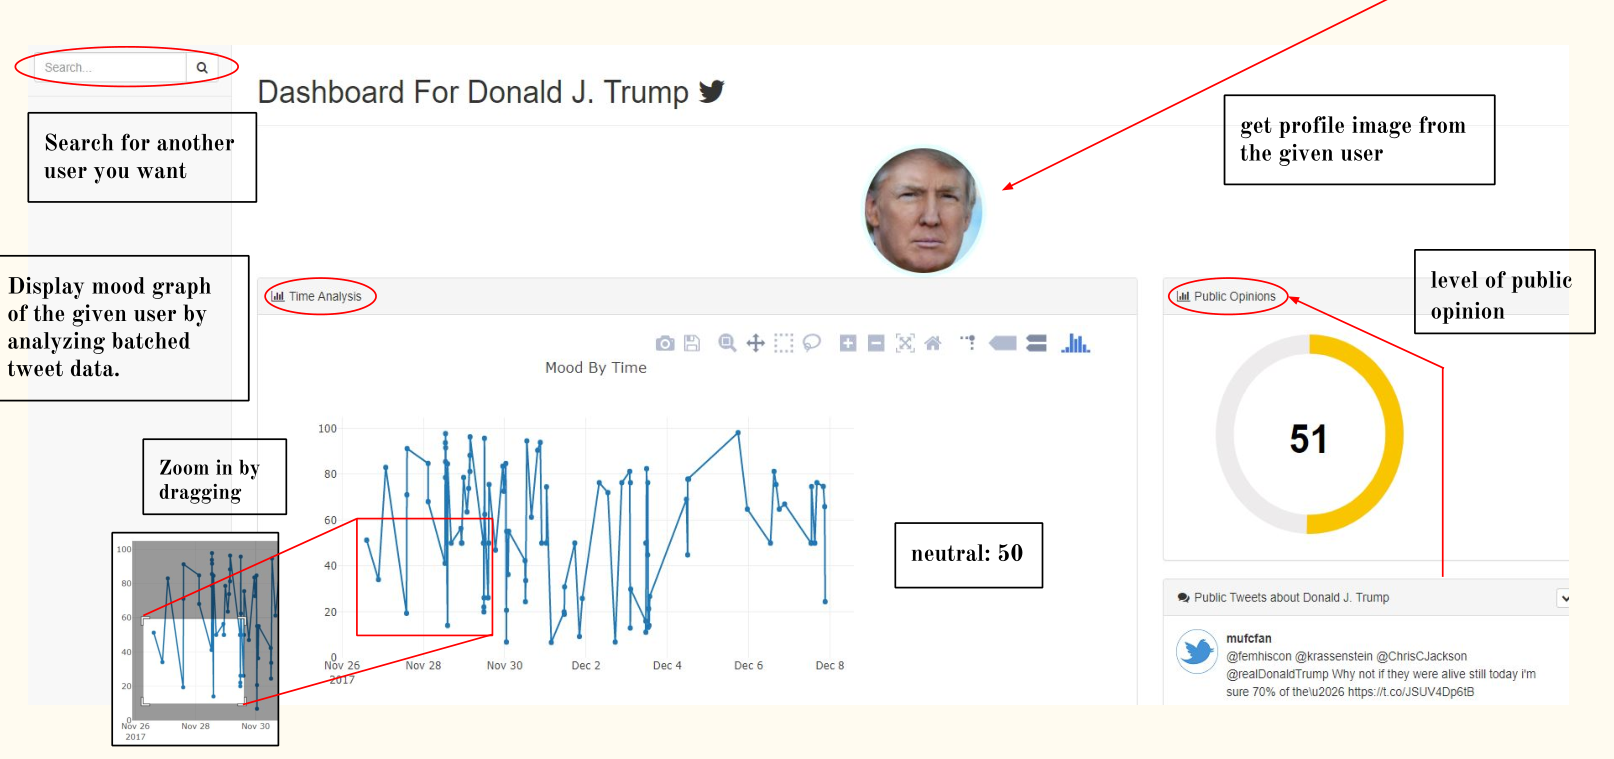 Search...
Dashboard For Donald J. Trump
Search for another
user you want
get profile image from
the given user
Display mood graph
of the given user by
analyzing batched
tweet data.
Time Analysis
Public Opinions
level of public
opinion
Mood By Time
100
80
60
40
20
0
Nov 26
2017
Nov 28
Nov 30
Dec 2
Dec 4
Dec 6
Dec 8
51
Zoom in by
dragging
100
80
60
40
20
0
Nov 26
2017
Nov 28
Nov 30
neutral: 50
Public Tweets about Donald J. Trump
mufcfan
@femhiscon @krassenstein @ChrisCJackson
@realDonaldTrump Why not if they were alive still today i'm
sure 70% of the\u2026 https://t.co/JSUV4Dp6tB